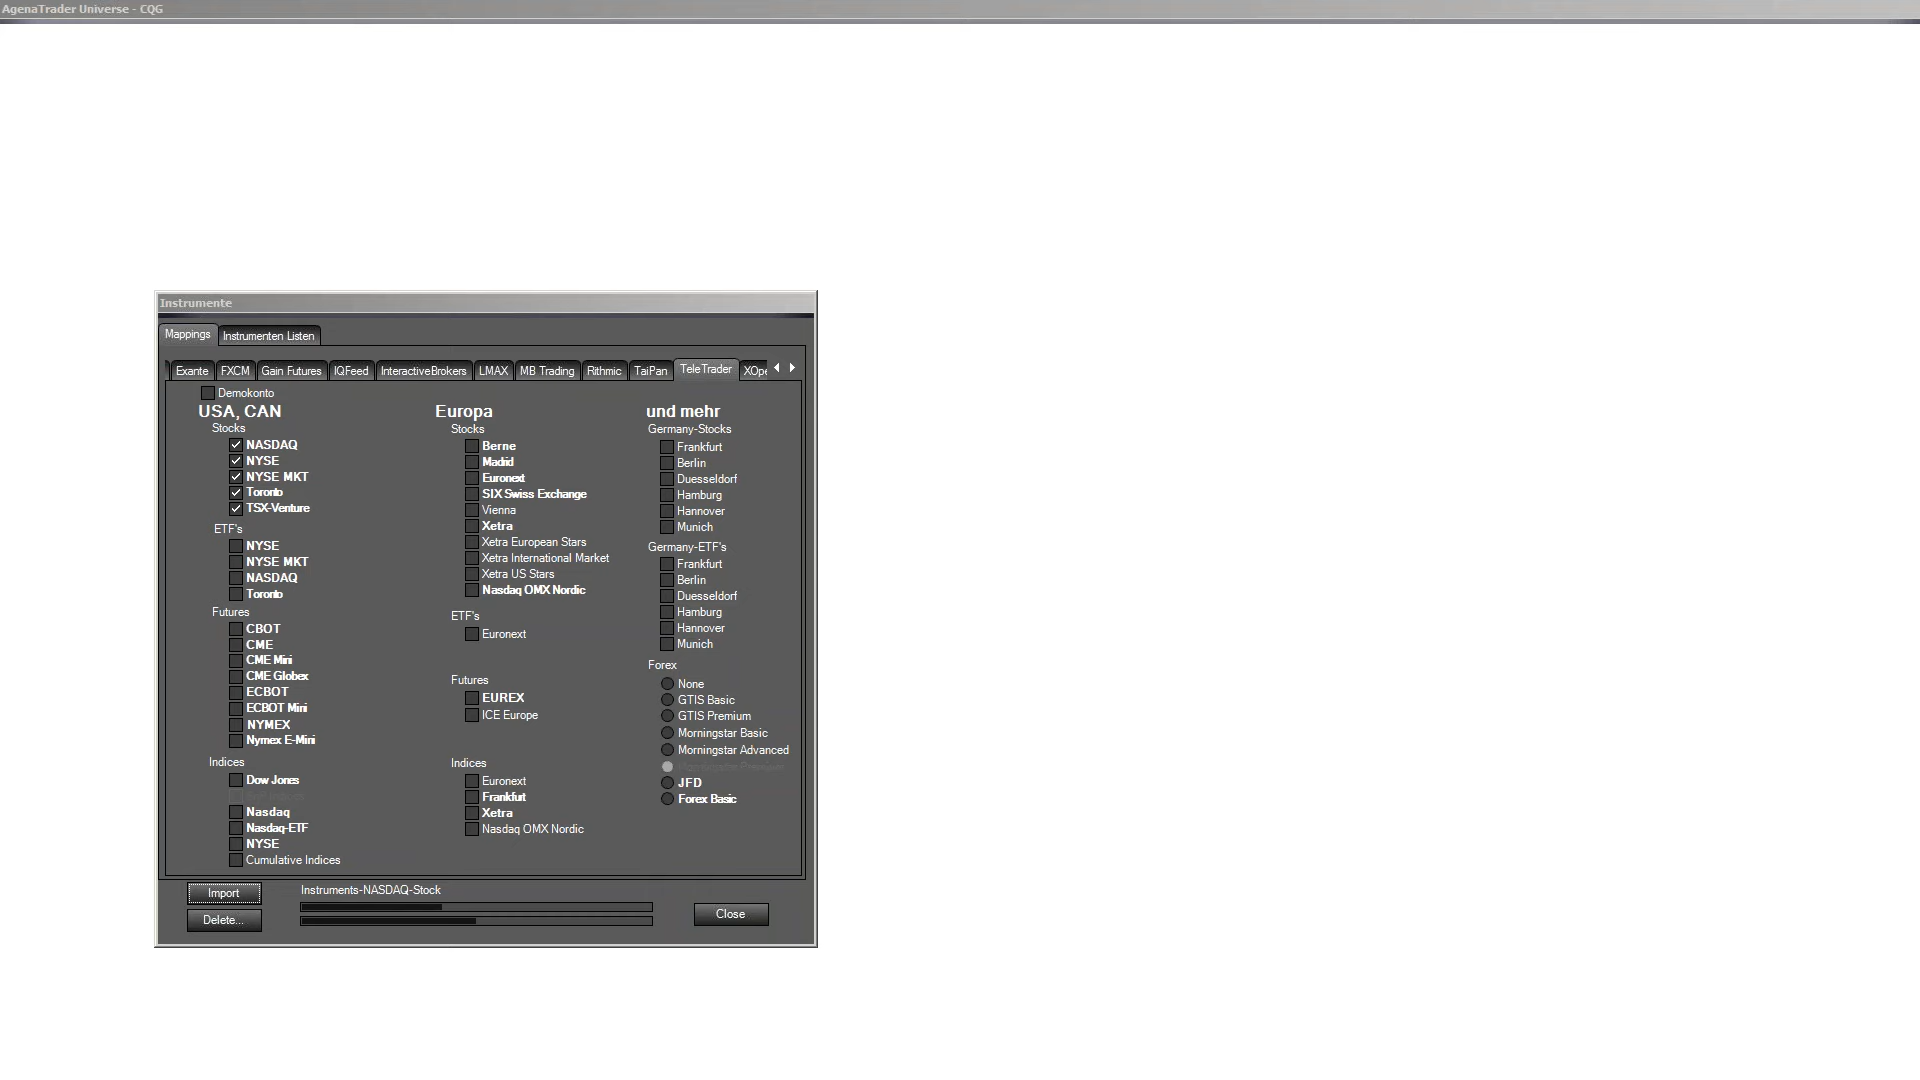 AgenaTrader Universe - CQG
Instrumente
Mappings Instrumenten Listen
Exante FXCM Gain Futures IQFeed InteractiveBrokers LMAX MB Trading Rithmic TaiPan TeleTrader XOpe
Demokonto
USA, CAN
Stocks
NASDAQ
NYSE
NYSE MKT
Toronto
TSX-Venture
ETF's
NYSE
NYSE MKT
NASDAQ
Toronto
Futures
CBOT
CME
CME Mini
CME Globex
ECBOT
ECBOT Mini
NYMEX
Nymex E-Mini
Indices
Dow Jones
Nasdaq
Nasdaq-ETF
NYSE
Cumulative Indices
Europa
Stocks
Berne
Madrid
Euronext
SIX Swiss Exchange
Vienna
Xetra
Xetra European Stars
Xetra International Market
Xetra US Stars
Nasdaq OMX Nordic
ETF's
Euronext
Futures
EUREX
ICE Europe
Indices
Euronext
Frankfurt
Xetra
Nasdaq OMX Nordic
und mehr
Germany-Stocks
Frankfurt
Berlin
Duesseldorf
Hamburg
Hannover
Munich
Germany-ETF's
Frankfurt
Berlin
Duesseldorf
Hamburg
Hannover
Munich
Forex
None
GTIS Basic
GTIS Premium
Morningstar Basic
Morningstar Advanced
JFD
Forex Basic
Import
Delete...
Instruments-NASDAQ-Stock
Close